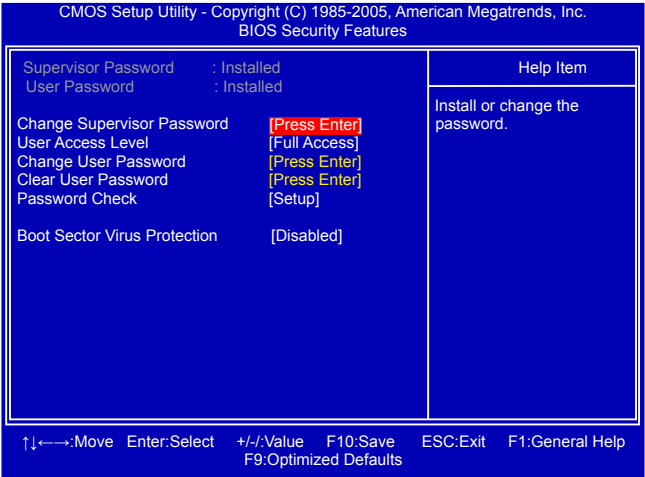 CMOS Setup Utility - Copyright (C) 1985-2005, American Megatrends, Inc.
BIOS Security Features
Supervisor Password : Installed
User Password : Installed
Change Supervisor Password [Press Enter]
User Access Level [Full Access]
Change User Password [Press Enter]
Clear User Password [Press Enter]
Password Check [Setup]
Boot Sector Virus Protection [Disabled]
Help Item
Install or change the
password.
↑↓←→:Move Enter:Select +/-/:Value F10:Save ESC:Exit F1:General Help
F9:Optimized Defaults